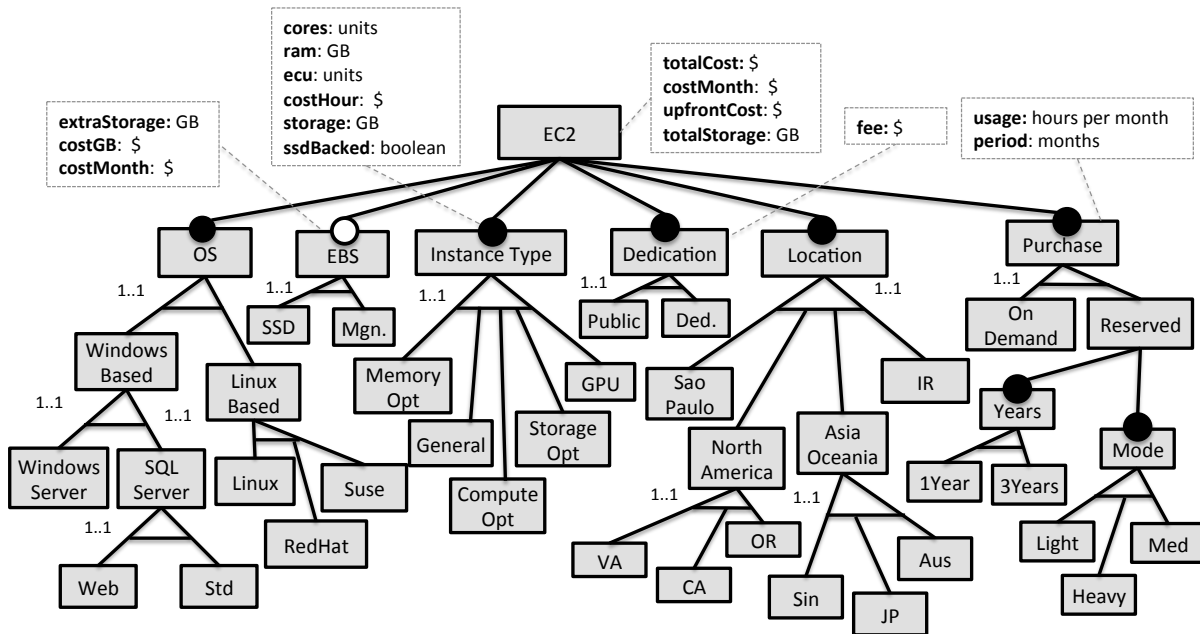 cores: units
ram: GB
ecu: units
costHour: $
storage: GB
ssdBacked: boolean
totalCost: $
costMonth: $
upfrontCost: $
totalStorage: GB
extraStorage: GB
costGB: $
costMonth: $
EC2
fee: $
usage: hours per month
period: months
OS
EBS
Instance Type
Dedication
Location
Purchase
1..1
1..1
1..1
1..1
1..1
1..1
SSD
Mgn.
Public
Ded.
On
Demand
Reserved
Windows
Based
Linux
Based
Memory
Opt
GPU
Sao
Paulo
IR
Years
1..1
1..1
General
Storage
Opt
North
America
Asia
Oceania
Mode
Windows
Server
SQL
Server
Linux
Suse
Compute
Opt
1..1
1..1
1Year
3Years
1..1
RedHat
VA
CA
OR
Sin
JP
Aus
Light
Heavy
Med
Web
Std